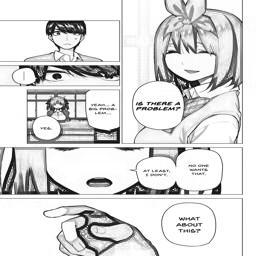 IS THERE A
PROBLEM?
YEAH... A
BIG PROB-
LEM...
YES.
NO ONE
WANTS
THAT.
AT LEAST,
I DON'T.
WHAT
ABOUT
THIS?